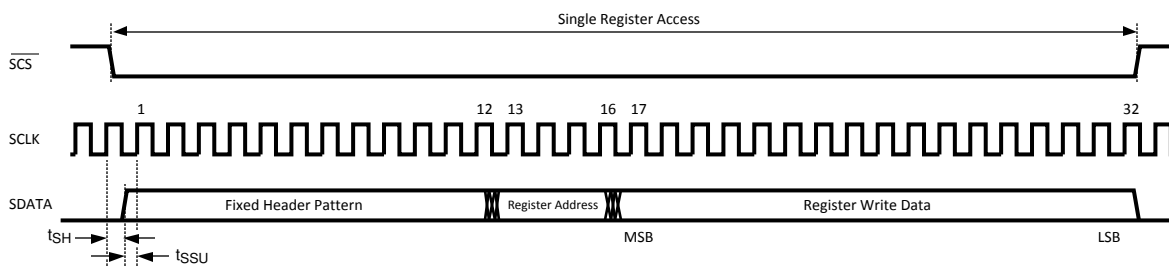 Single Register Access
SCS
1 12 13 16 17 32
SCLK
SDATA Fixed Header Pattern Register Address Register Write Data
tSH MSB LSB
tSSU